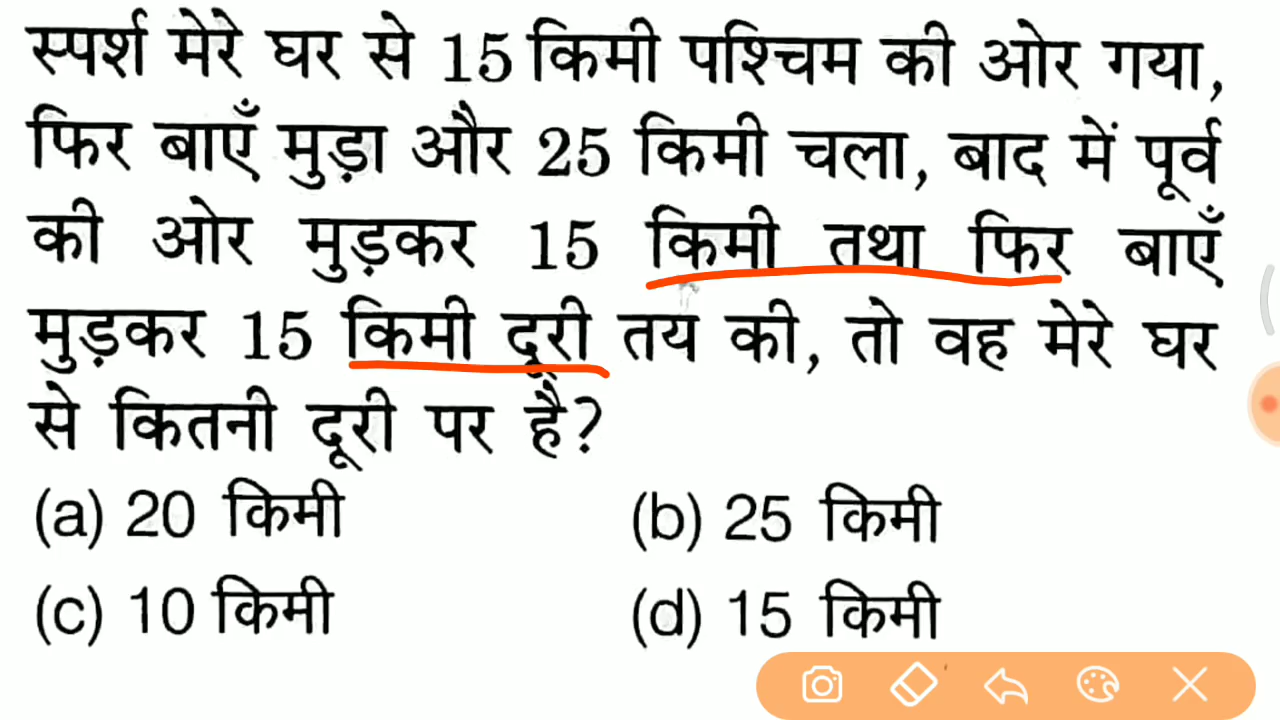 स्पर्श मेरे घर से 15 किमी पश्चिम की ओर गया,
फिर बाएँ मुड़ा और 25 किमी चला, बाद में पूर्व
की ओर मुड़कर 15 किमी तथा फिर बाएँ
मुड़कर 15 किमी दूरी तय की, तो वह मेरे घर
से कितनी दूरी पर है?
(a) 20 किमी (b) 25 किमी
(c) 10 किमी (d) 15 किमी